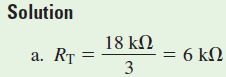 Solution
a. R_T = 18 kΩ / 3 = 6 kΩ